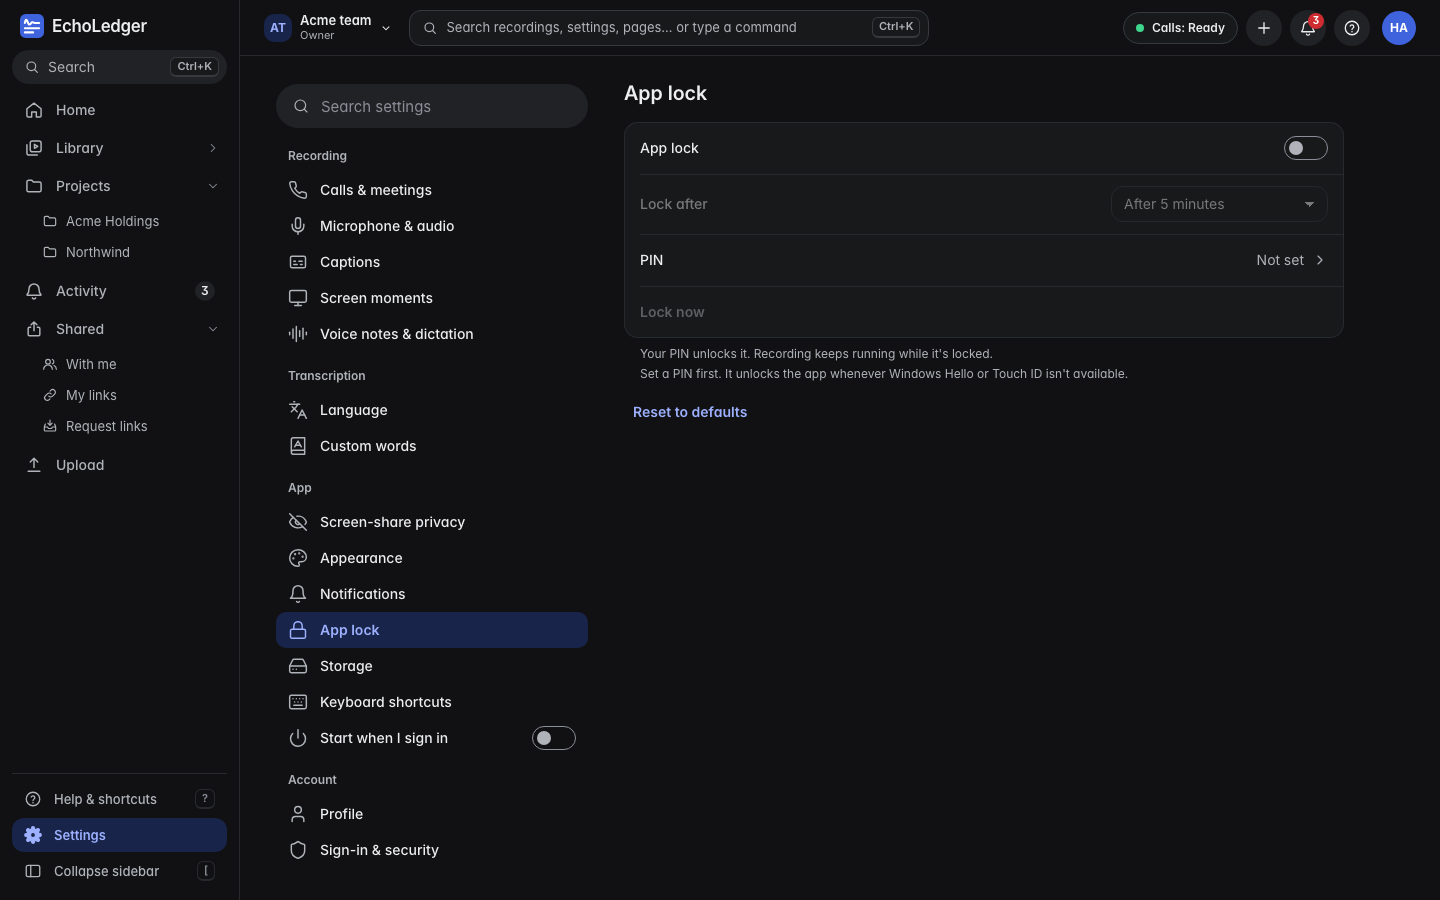 EchoLedger
Search
Ctrl+K
Home
Library
Projects
Acme Holdings
Northwind
Activity
3
Shared
With me
My links
Request links
Upload
Help & shortcuts
?
Settings
Collapse sidebar
[
AT
Acme team
Owner
Search recordings, settings, pages... or type a command
Ctrl+K
Calls: Ready
3
HA
Search settings
Recording
Calls & meetings
Microphone & audio
Captions
Screen moments
Voice notes & dictation
Transcription
Language
Custom words
App
Screen-share privacy
Appearance
Notifications
App lock
Storage
Keyboard shortcuts
Start when I sign in
Account
Profile
Sign-in & security
App lock
App lock
Lock after
After 5 minutes
PIN
Not set
Lock now
Your PIN unlocks it. Recording keeps running while it's locked.
Set a PIN first. It unlocks the app whenever Windows Hello or Touch ID isn't available.
Reset to defaults